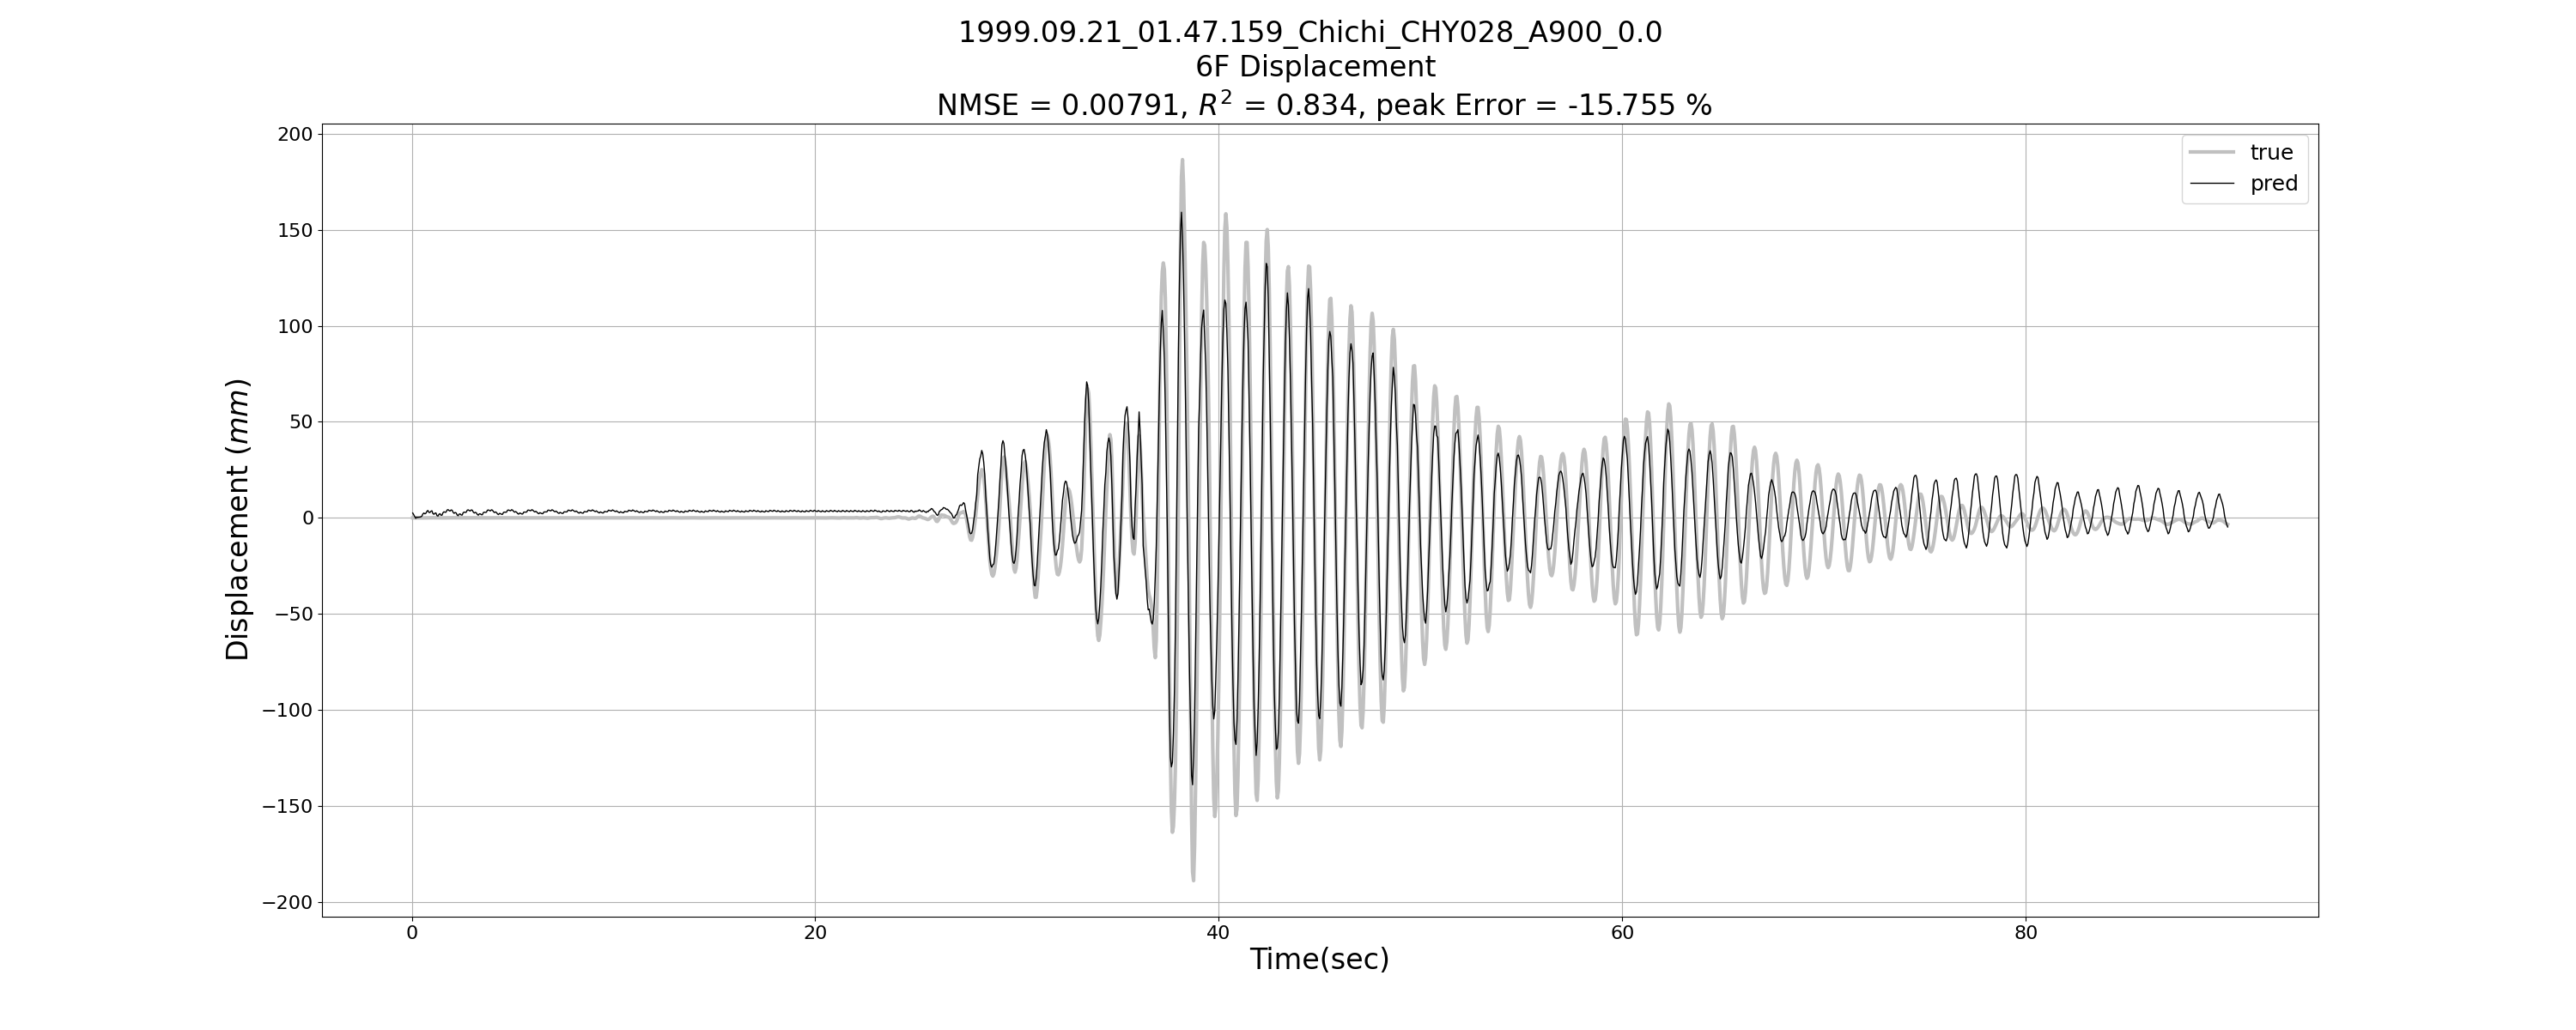 1999.09.21_01.47.159_Chichi_CHY028_A900_0.0
6F Displacement
NMSE = 0.00791, R² = 0.834, peak Error = -15.755 %
true
pred
200
150
100
50
0
−50
−100
−150
−200
Displacement (mm)
0 20 40 60 80
Time(sec)